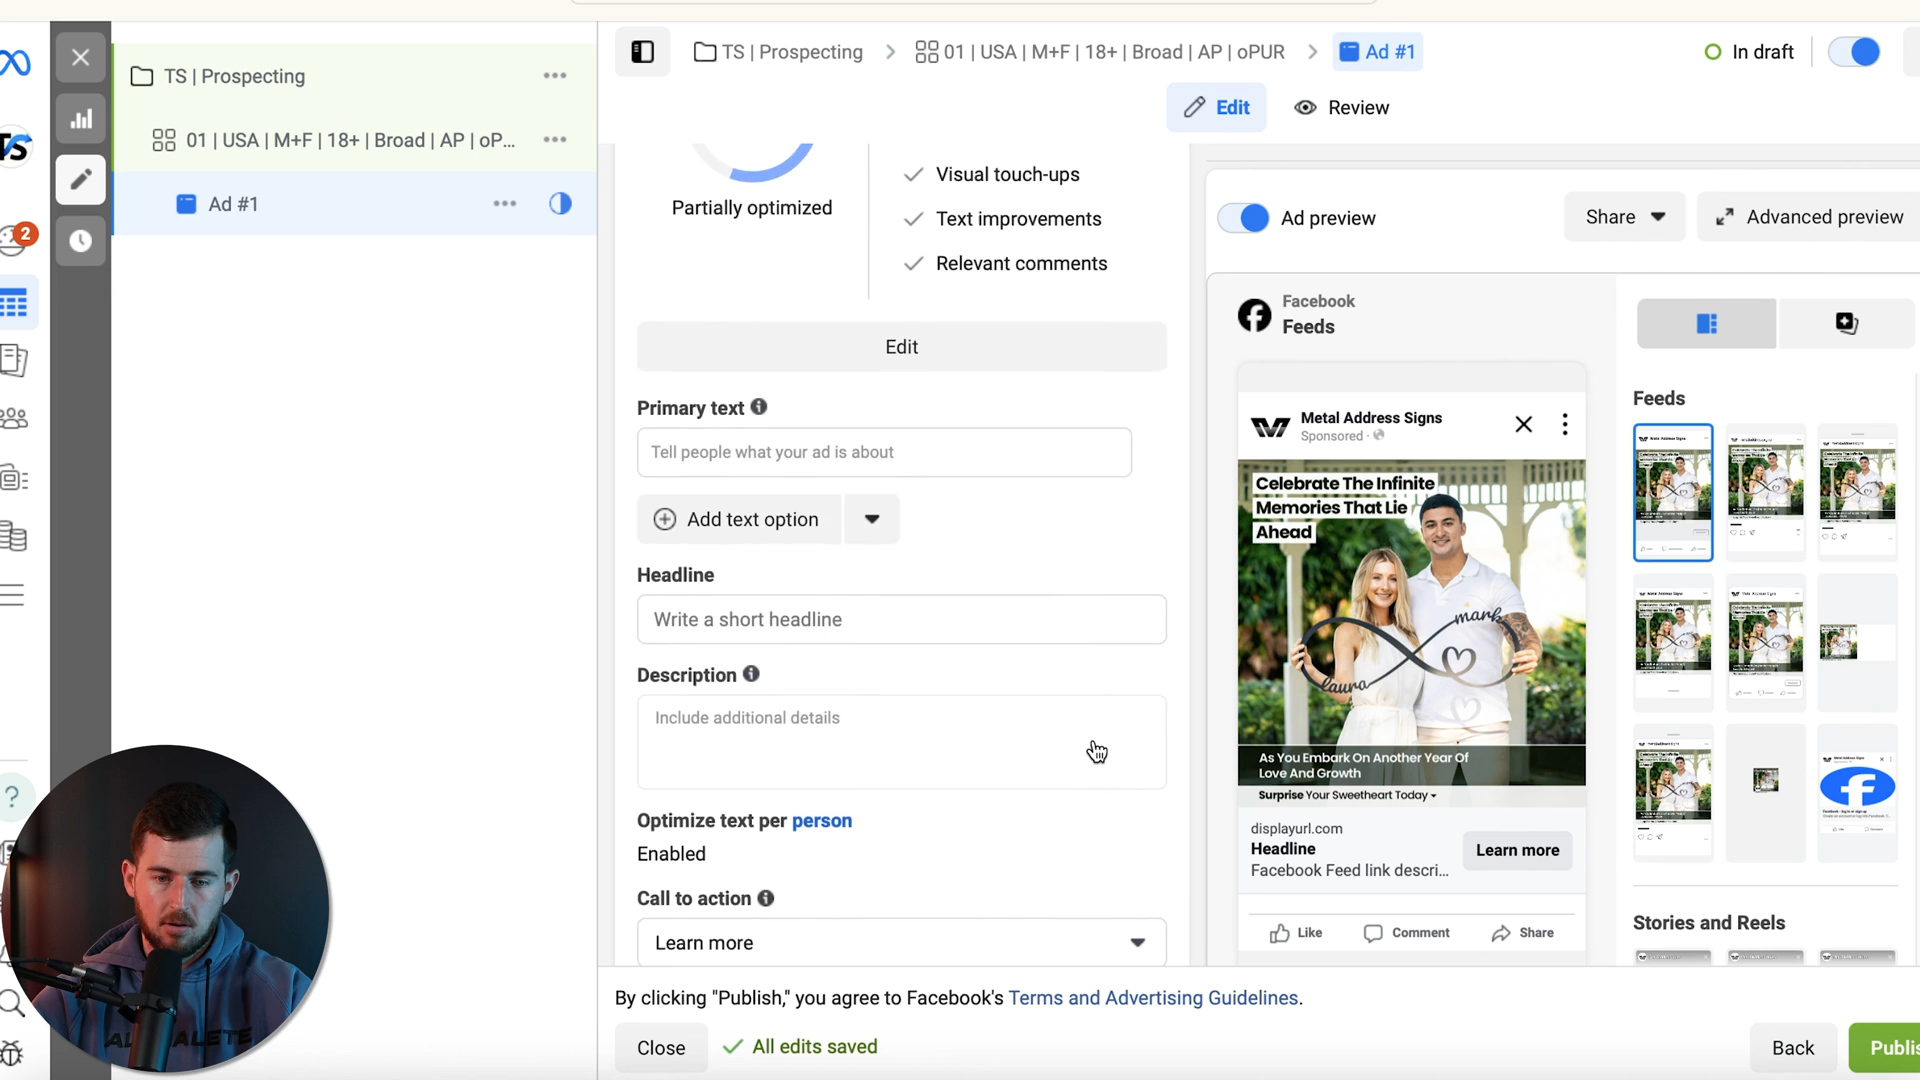 TS | Prospecting
01 | USA | M+F | 18+ | Broad | AP | oPUR
Ad #1
In draft
Edit
Review
TS
2
?
TS | Prospecting
01 | USA | M+F | 18+ | Broad | AP | oP...
Ad #1
Partially optimized
Visual touch-ups
Text improvements
Relevant comments
Edit
Primary text
Tell people what your ad is about
Add text option
Headline
Write a short headline
Description
Include additional details
Optimize text per person
Enabled
Call to action
Learn more
Ad preview
Share
Advanced preview
Facebook
Feeds
Metal Address Signs
Sponsored ·
Celebrate The Infinite
Memories That Lie
Ahead
mark
laura
As You Embark On Another Year Of
Love And Growth
Surprise Your Sweetheart Today
displayurl.com
Headline
Facebook Feed link descri...
Learn more
Like
Comment
Share
Feeds
Stories and Reels
By clicking "Publish," you agree to Facebook's Terms and Advertising Guidelines.
Close
All edits saved
Back
Publis